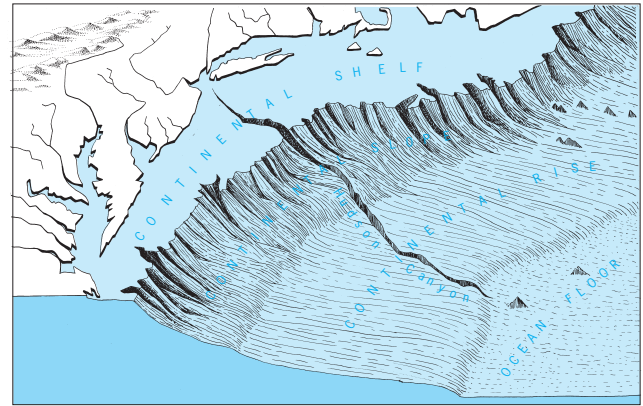 CONTINENTAL SHELF
CONTINENTAL SLOPE
Hudson Canyon
CONTINENTAL RISE
OCEAN FLOOR